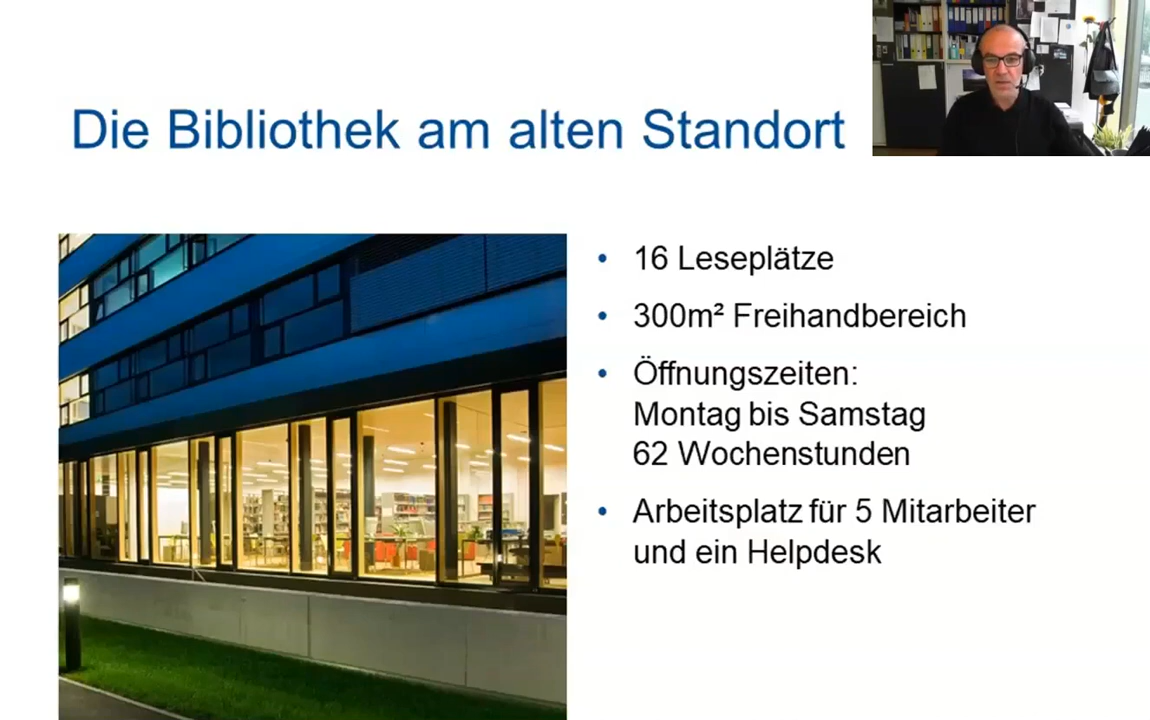 Die Bibliothek am alten Standort
• 16 Leseplätze
• 300m² Freihandbereich
• Öffnungszeiten:
Montag bis Samstag
62 Wochenstunden
• Arbeitsplatz für 5 Mitarbeiter
und ein Helpdesk